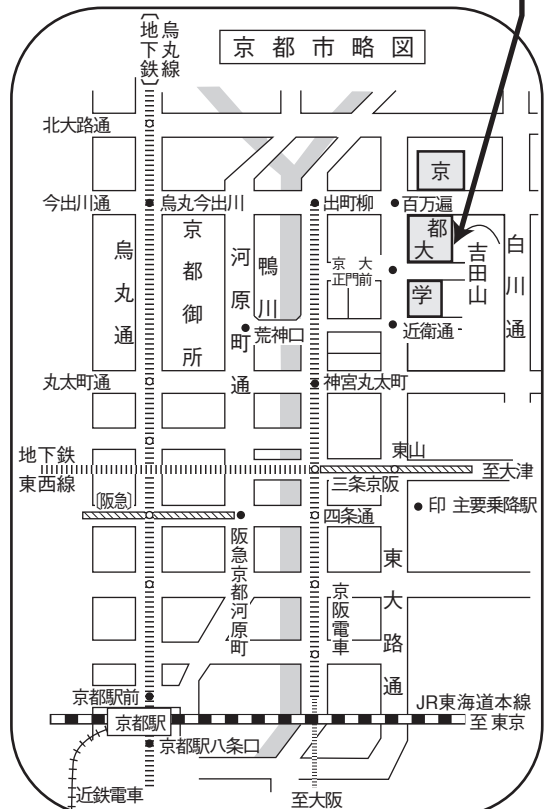 京都市略図
地下鉄
烏丸線
北大路通
今出川通
烏丸今出川
出町柳
百万遍
京
都
大
学
吉田山
白川通
烏丸通
京都御所
河原町通
鴨川
京大
正門前
荒神口
近衛通
丸太町通
神宮丸太町
地下鉄
東西線
東山
至大津
三条京阪
〔阪急〕
●印 主要乗降駅
四条通
阪急京都河原町
京阪電車
東大路通
京都駅前
JR東海道本線
至東京
京都駅
京都駅八条口
近鉄電車
至大阪